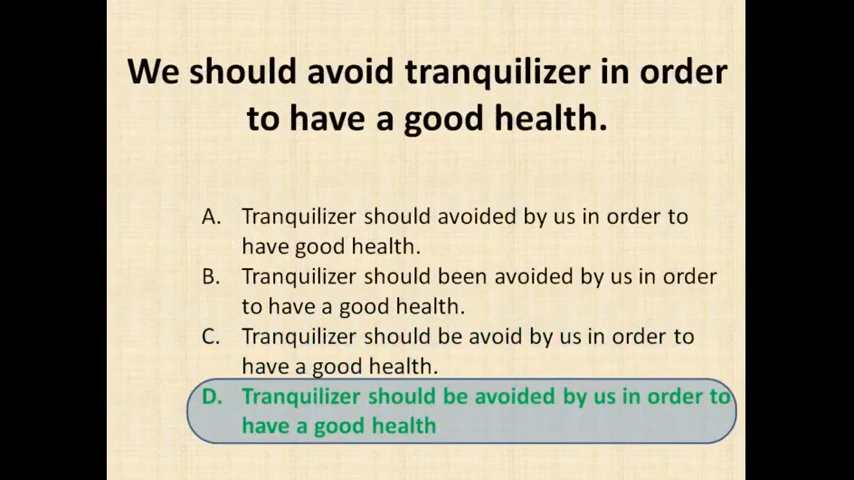 We should avoid tranquilizer in order
to have a good health.
A. Tranquilizer should avoided by us in order to
have good health.
B. Tranquilizer should been avoided by us in order
to have a good health.
C. Tranquilizer should be avoid by us in order to
have a good health.
D. Tranquilizer should be avoided by us in order to
have a good health